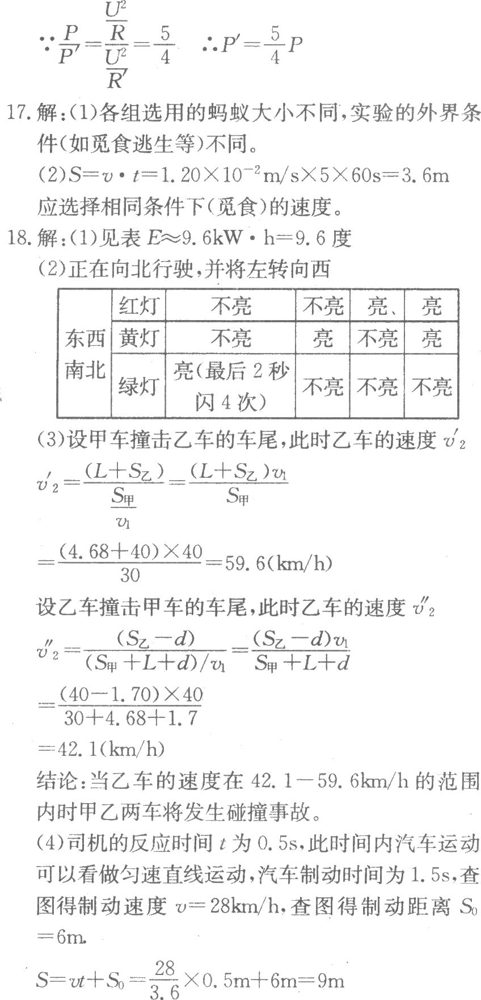 ∵P/P′=(U²/R)/(U²/R′)=5/4 ∴P′=5/4P
17.解:(1)各组选用的蚂蚁大小不同,实验的外界条
件(如觅食逃生等)不同。
(2)S=v·t=1.20×10⁻²m/s×5×60s=3.6m
应选择相同条件下(觅食)的速度。
18.解:(1)见表 E≈9.6kW·h=9.6度
(2)正在向北行驶,并将左转向西
东西南北 红灯 不亮 不亮 亮、 亮
黄灯 不亮 亮 不亮 亮
绿灯 亮(最后2秒闪4次) 不亮 不亮 不亮
(3)设甲车撞击乙车的车尾,此时乙车的速度v′₂
v′₂=(L+S乙)/(S甲/v₁)=(L+S乙)v₁/S甲
=(4.68+40)×40/30=59.6(km/h)
设乙车撞击甲车的车尾,此时乙车的速度v″₂
v″₂=(S乙-d)/((S甲+L+d)/v₁)=(S乙-d)v₁/(S甲+L+d)
=(40-1.70)×40/(30+4.68+1.7)
=42.1(km/h)
结论:当乙车的速度在42.1-59.6km/h的范围
内时甲乙两车将发生碰撞事故。
(4)司机的反应时间t为0.5s,此时间内汽车运动
可以看做匀速直线运动,汽车制动时间为1.5s,查
图得制动速度v=28km/h,查图得制动距离S₀
=6m.
S=vt+S₀=28/3.6×0.5m+6m=9m